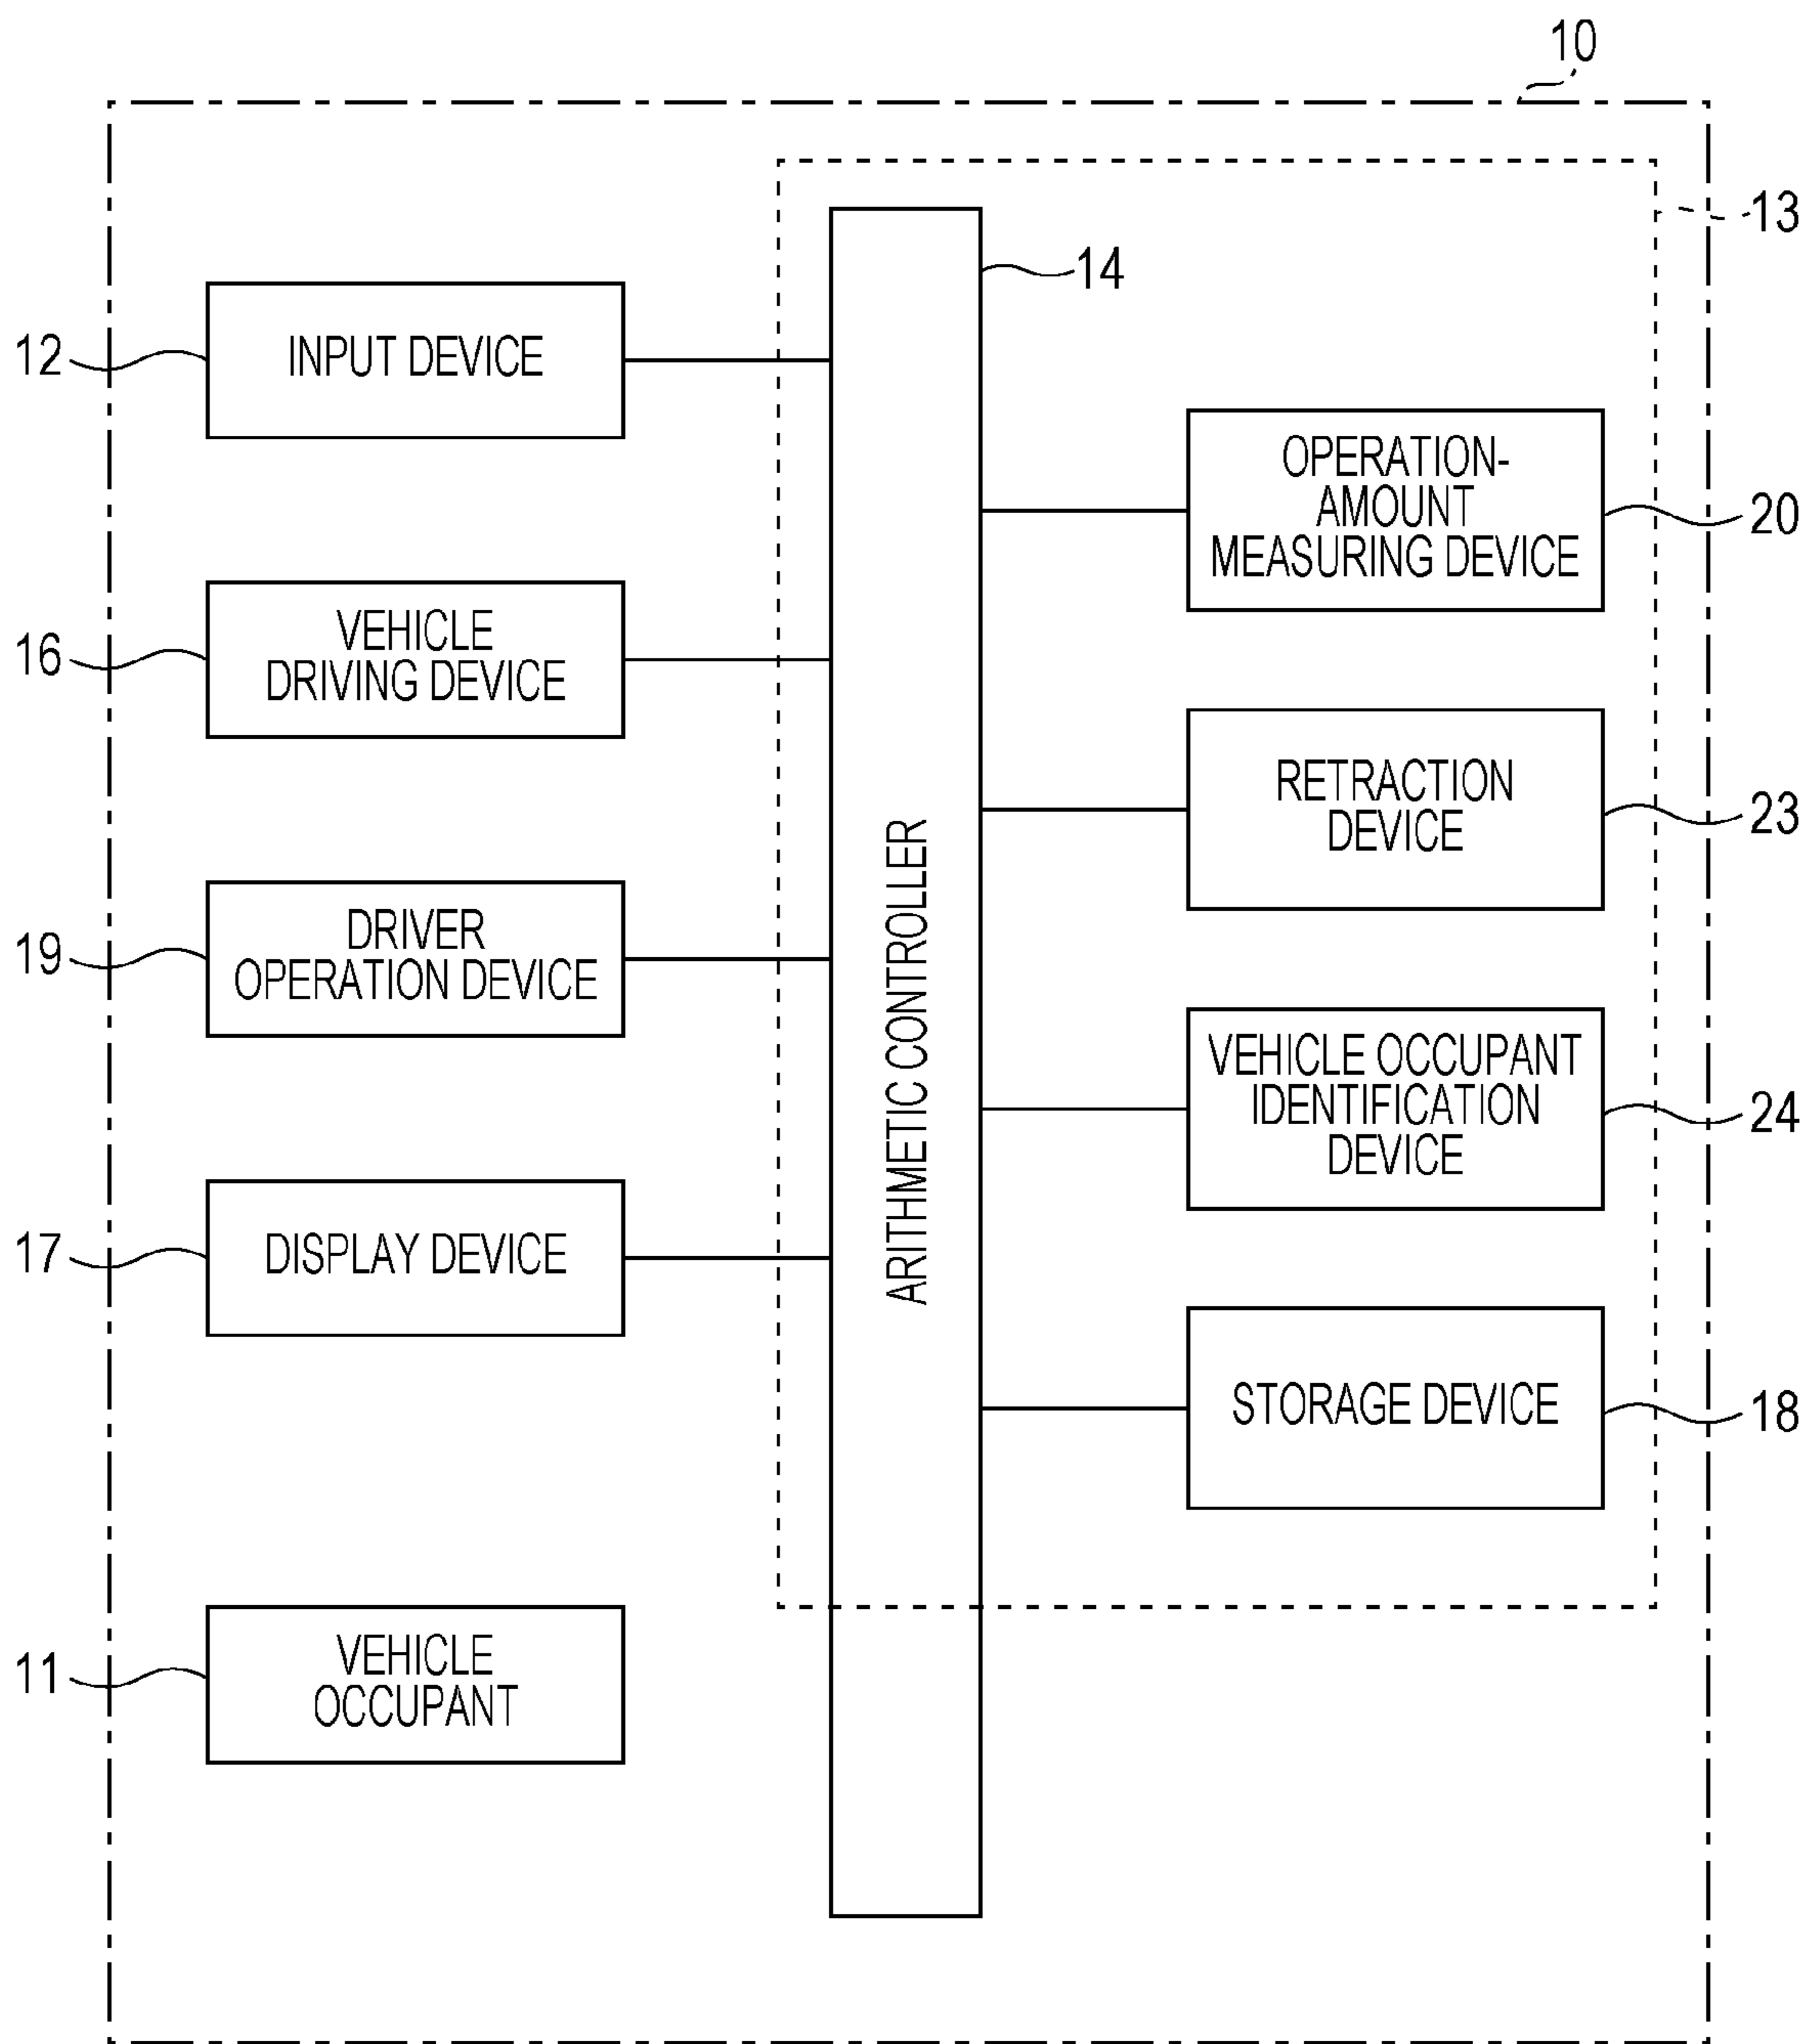 10
13
14
12
INPUT DEVICE
OPERATION-
AMOUNT
MEASURING DEVICE
20
16
VEHICLE
DRIVING DEVICE
RETRACTION
DEVICE
23
ARITHMETIC CONTROLLER
19
DRIVER
OPERATION DEVICE
VEHICLE OCCUPANT
IDENTIFICATION
DEVICE
24
17
DISPLAY DEVICE
STORAGE DEVICE
18
11
VEHICLE
OCCUPANT